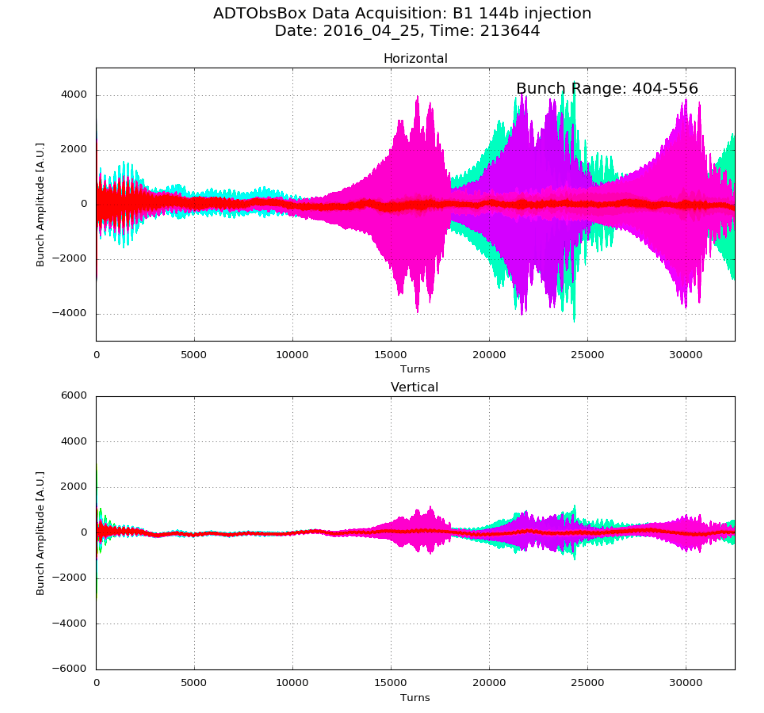 ADTObsBox Data Acquisition: B1 144b injection
Date: 2016_04_25, Time: 213644
Horizontal
Bunch Range: 404-556
4000
2000
0
−2000
−4000
Bunch Amplitude [A.U.]
0 5000 10000 15000 20000 25000 30000
Turns
Vertical
6000
4000
2000
0
−2000
−4000
−6000
Bunch Amplitude [A.U.]
0 5000 10000 15000 20000 25000 30000
Turns